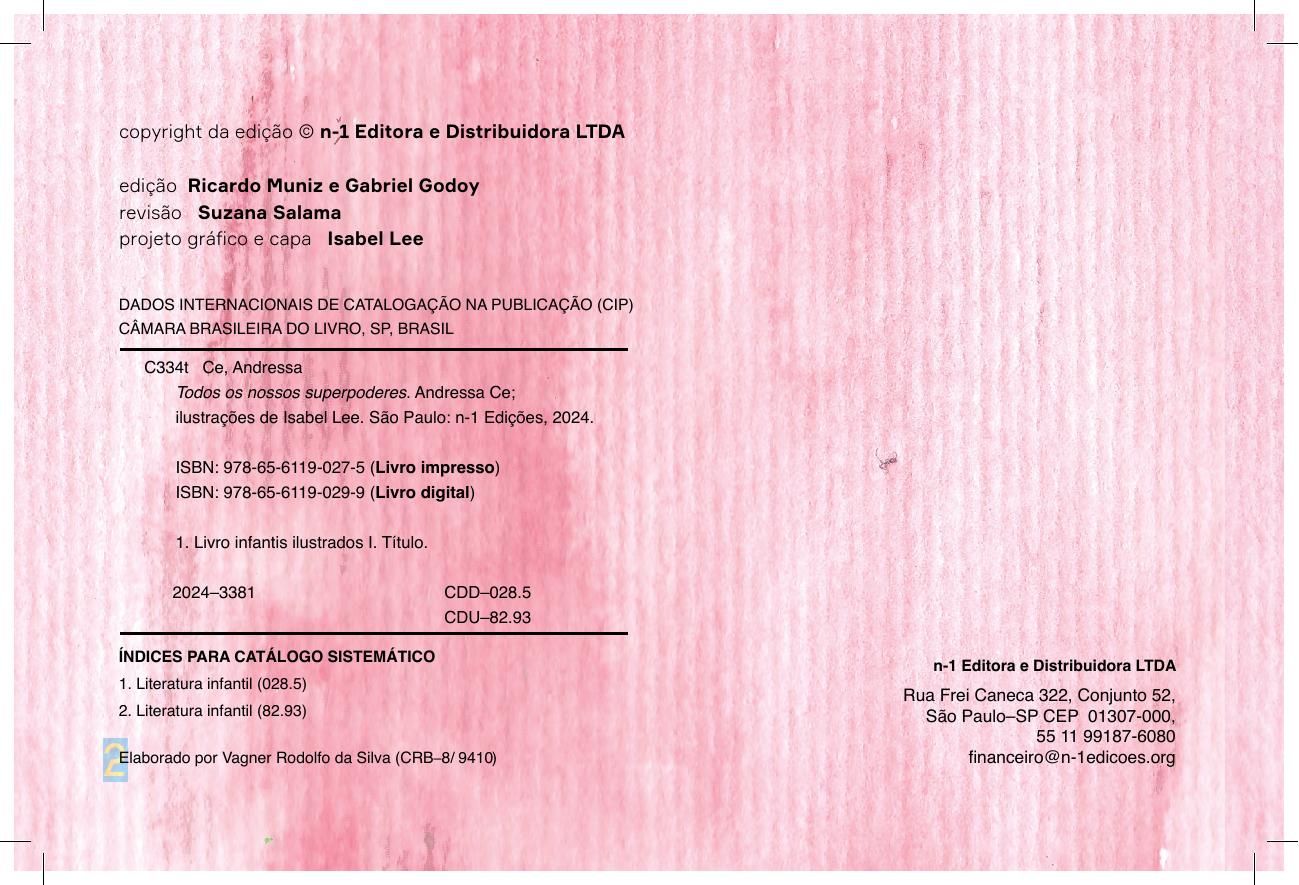 copyright da edição © n-1 Editora e Distribuidora LTDA
edição Ricardo Muniz e Gabriel Godoy
revisão Suzana Salama
projeto gráfico e capa Isabel Lee
DADOS INTERNACIONAIS DE CATALOGAÇÃO NA PUBLICAÇÃO (CIP)
CÂMARA BRASILEIRA DO LIVRO, SP, BRASIL
C334t Ce, Andressa
Todos os nossos superpoderes. Andressa Ce;
ilustrações de Isabel Lee. São Paulo: n-1 Edições, 2024.
ISBN: 978-65-6119-027-5 (Livro impresso)
ISBN: 978-65-6119-029-9 (Livro digital)
1. Livro infantis ilustrados I. Título.
2024–3381 CDD–028.5
CDU–82.93
ÍNDICES PARA CATÁLOGO SISTEMÁTICO
1. Literatura infantil (028.5)
2. Literatura infantil (82.93)
2
Elaborado por Vagner Rodolfo da Silva (CRB–8/ 9410)
n-1 Editora e Distribuidora LTDA
Rua Frei Caneca 322, Conjunto 52,
São Paulo–SP CEP 01307-000,
55 11 99187-6080
financeiro@n-1edicoes.org